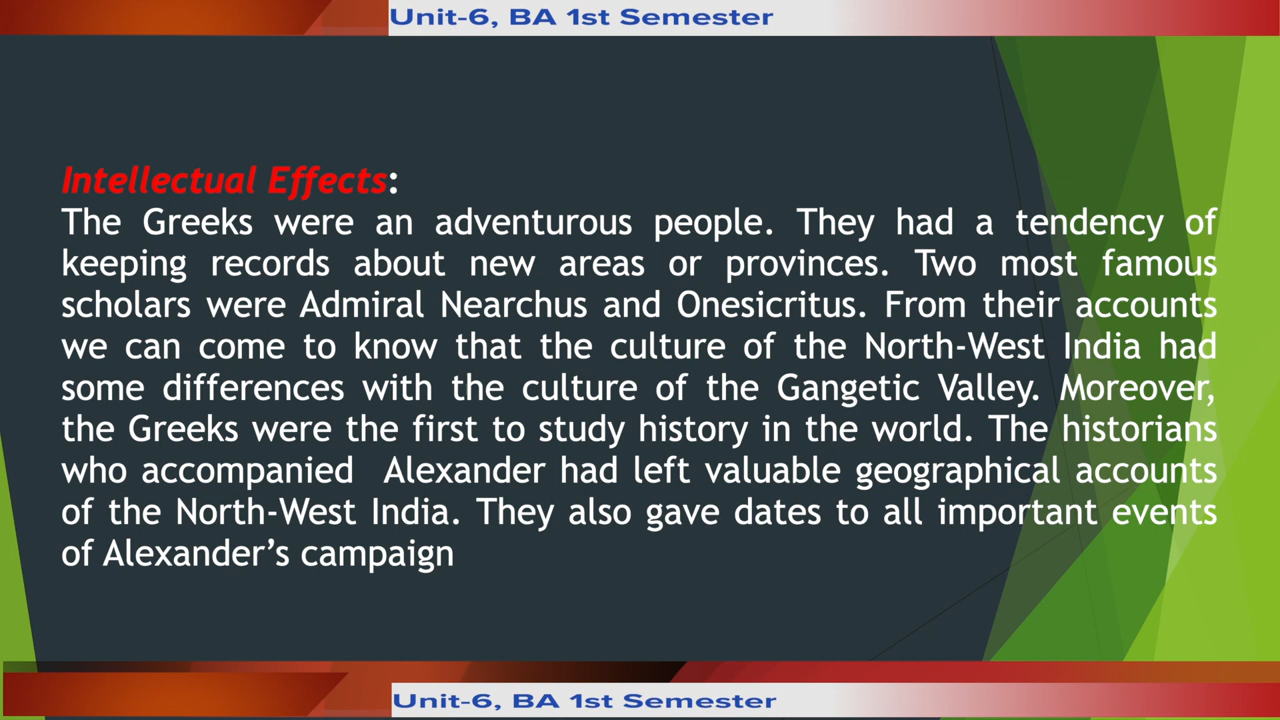 Unit-6, BA 1st Semester
Intellectual Effects:
The Greeks were an adventurous people. They had a tendency of
keeping records about new areas or provinces. Two most famous
scholars were Admiral Nearchus and Onesicritus. From their accounts
we can come to know that the culture of the North-West India had
some differences with the culture of the Gangetic Valley. Moreover,
the Greeks were the first to study history in the world. The historians
who accompanied Alexander had left valuable geographical accounts
of the North-West India. They also gave dates to all important events
of Alexander’s campaign
Unit-6, BA 1st Semester